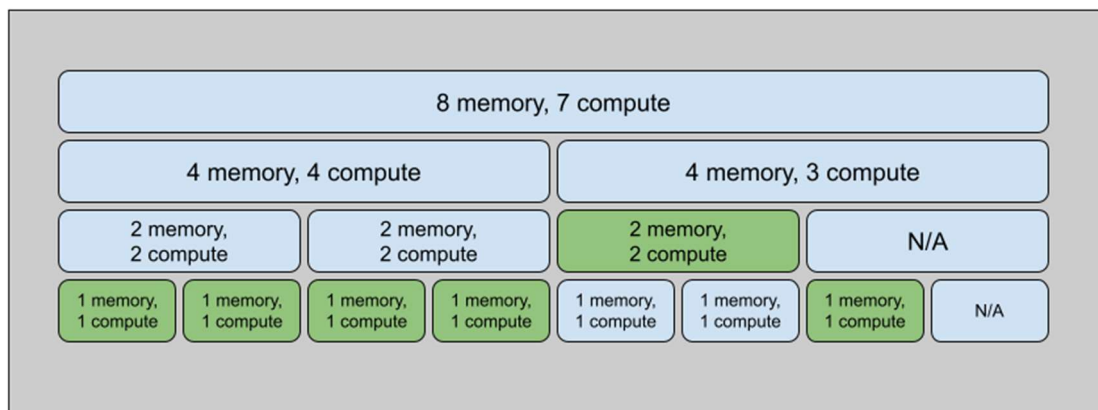 8 memory, 7 compute
4 memory, 4 compute
4 memory, 3 compute
2 memory,
2 compute
2 memory,
2 compute
2 memory,
2 compute
N/A
1 memory,
1 compute
1 memory,
1 compute
1 memory,
1 compute
1 memory,
1 compute
1 memory,
1 compute
1 memory,
1 compute
1 memory,
1 compute
N/A